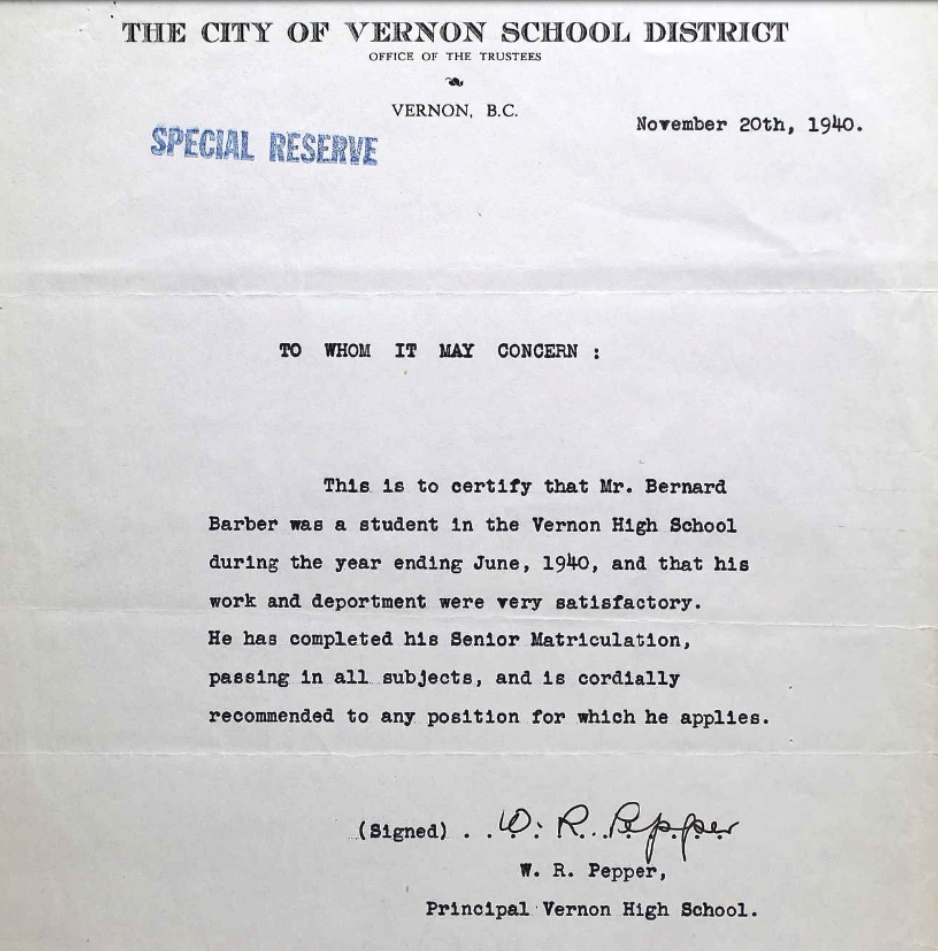 THE CITY OF VERNON SCHOOL DISTRICT
OFFICE OF THE TRUSTEES
VERNON, B.C.
November 20th, 1940.
SPECIAL RESERVE
TO WHOM IT MAY CONCERN :
This is to certify that Mr. Bernard
Barber was a student in the Vernon High School
during the year ending June, 1940, and that his
work and deportment were very satisfactory.
He has completed his Senior Matriculation,
passing in all subjects, and is cordially
recommended to any position for which he applies.
(Signed) . . W. R. Pepper
W. R. Pepper,
Principal Vernon High School.